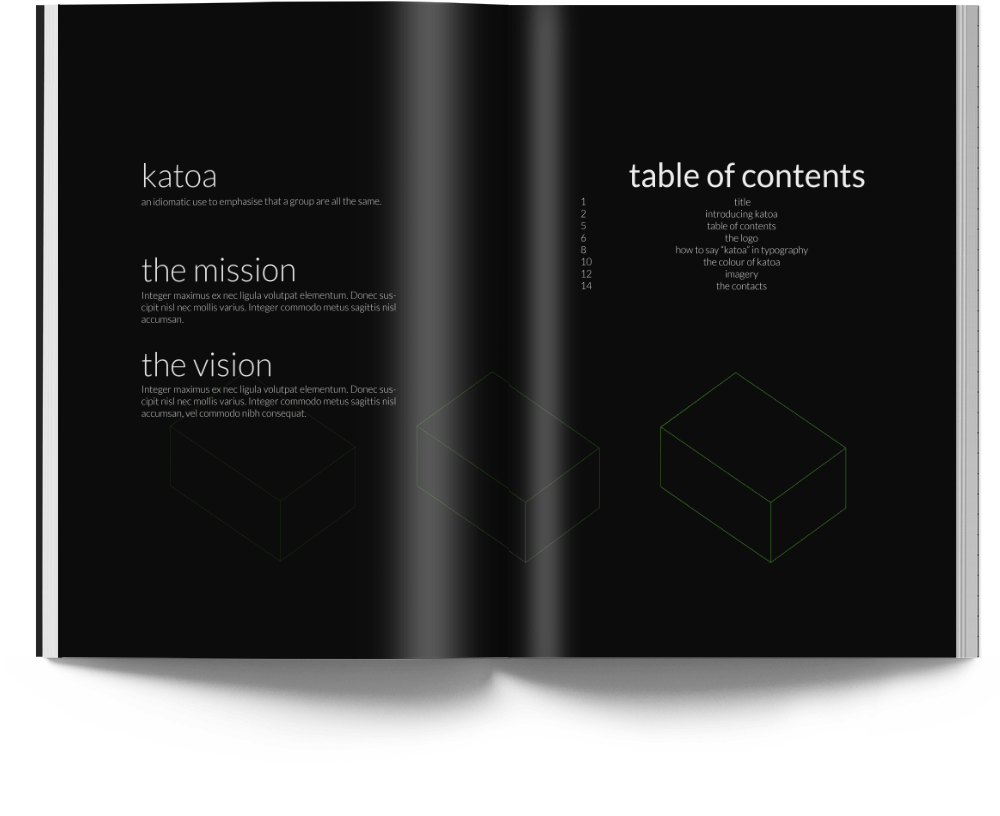 katoa
an idiomatic use to emphasise that a group are all the same.
the mission
Integer maximus ex nec ligula volutpat elementum. Donec sus-
cipit nisl nec mollis varius. Integer commodo metus sagittis nisl
accumsan.
the vision
Integer maximus ex nec ligula volutpat elementum. Donec sus-
cipit nisl nec mollis varius. Integer commodo metus sagittis nisl
accumsan, vel commodo nibh consequat.
table of contents
1 title
2 introducing katoa
5 table of contents
6 the logo
8 how to say "katoa" in typography
10 the colour of katoa
12 imagery
14 the contacts